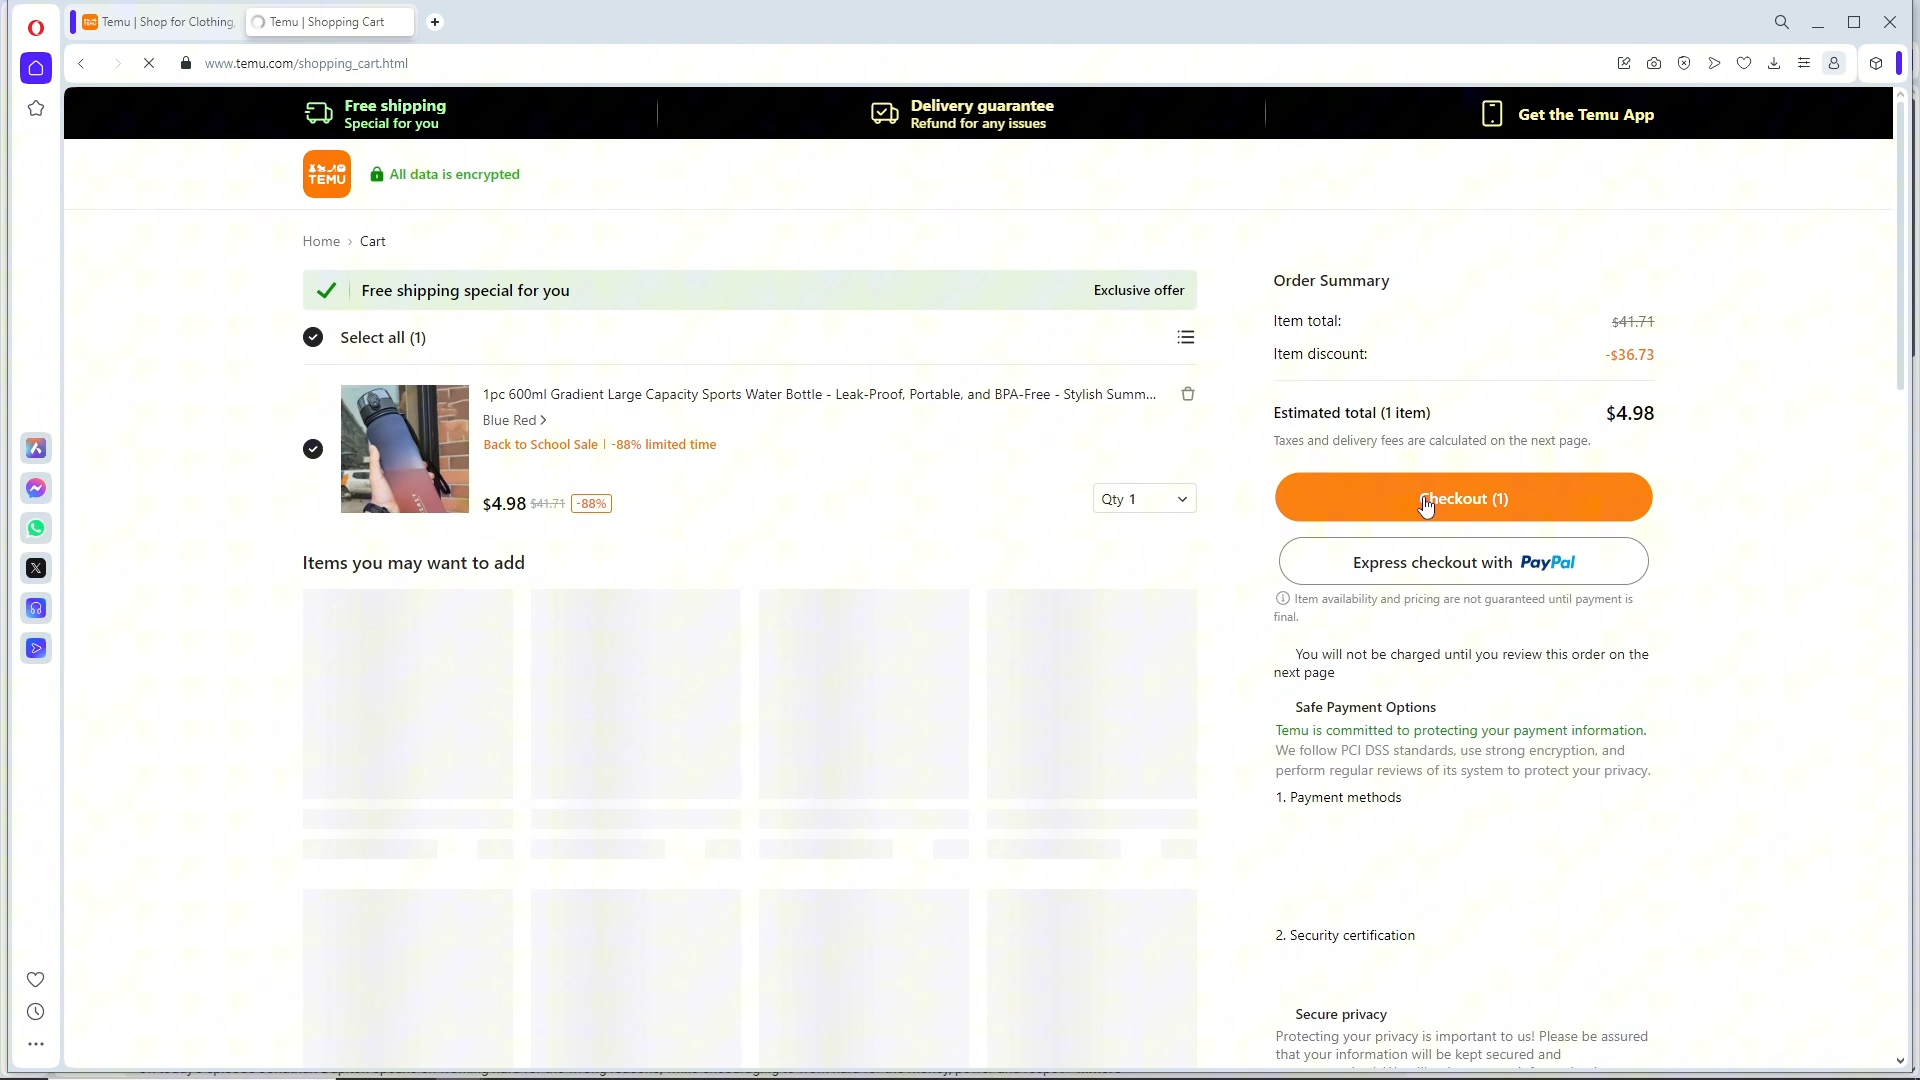 Temu | Shop for Clothing,
Temu | Shopping Cart
www.temu.com/shopping_cart.html
Free shipping
Special for you
Delivery guarantee
Refund for any issues
Get the Temu App
TEMU
All data is encrypted
Home › Cart
Free shipping special for you
Exclusive offer
Select all (1)
1pc 600ml Gradient Large Capacity Sports Water Bottle - Leak-Proof, Portable, and BPA-Free - Stylish Summ...
Blue Red >
Back to School Sale | -88% limited time
$4.98 $41.71 -88%
Qty 1
Items you may want to add
Order Summary
Item total: $41.71
Item discount: -$36.73
Estimated total (1 item) $4.98
Taxes and delivery fees are calculated on the next page.
Checkout (1)
Express checkout with PayPal
Item availability and pricing are not guaranteed until payment is
final.
You will not be charged until you review this order on the
next page
Safe Payment Options
Temu is committed to protecting your payment information.
We follow PCI DSS standards, use strong encryption, and
perform regular reviews of its system to protect your privacy.
1. Payment methods
2. Security certification
Secure privacy
Protecting your privacy is important to us! Please be assured
that your information will be kept secured and